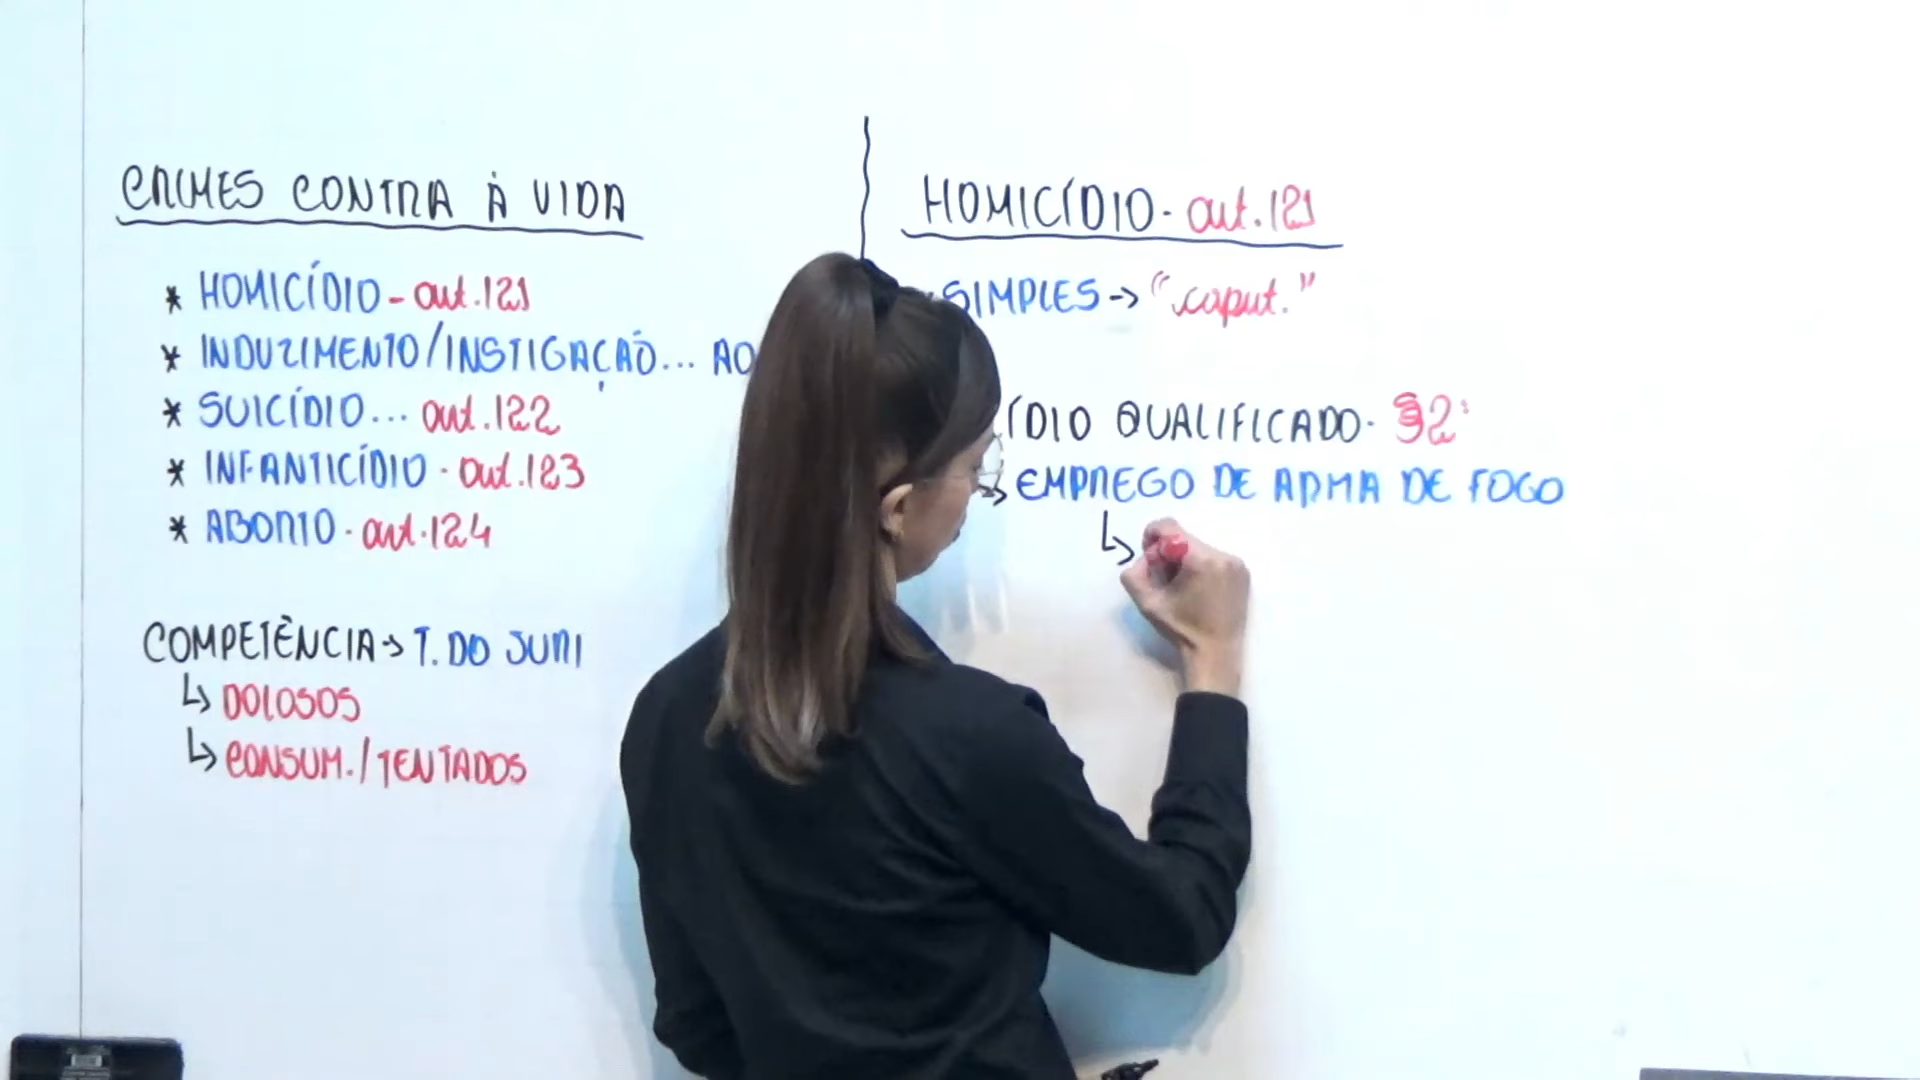 CRIMES CONTRA À VIDA
* HOMICÍDIO - art. 121
* INDUZIMENTO/INSTIGAÇÃO... AO
* SUICÍDIO... art. 122
* INFANTICÍDIO - art. 123
* ABORTO - art. 124
COMPETÊNCIA → T. DO JURI
↳ DOLOSOS
↳ CONSUM. / TENTADOS
HOMICÍDIO - art. 121
SIMPLES → "caput."
ÍDIO QUALIFICADO - §2º
→ EMPREGO DE ARMA DE FOGO
↳